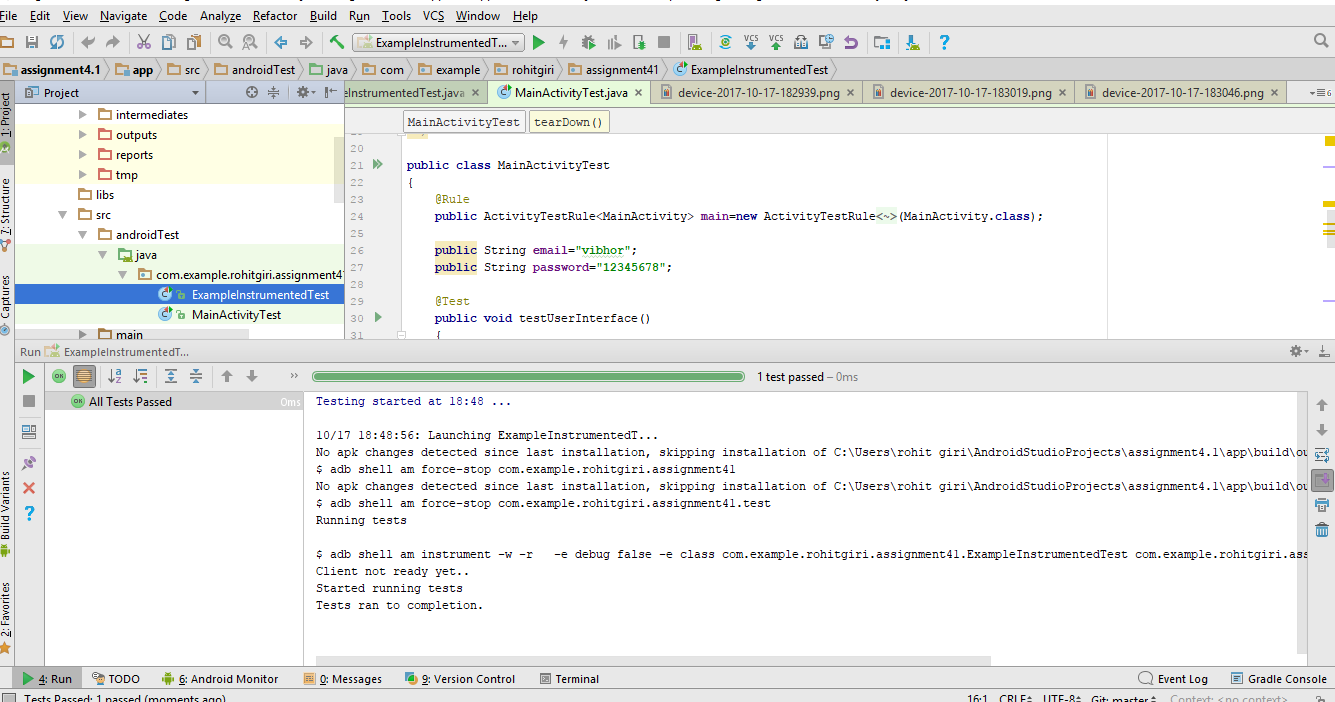 File Edit View Navigate Code Analyze Refactor Build Run Tools VCS Window Help
ExampleInstrumentedT... VCS VCS ?
assignment4.1 app src androidTest java com example rohitgiri assignment41 ExampleInstrumentedTest
1: Project
7: Structure
Captures
Build Variants
2: Favorites
Project
eInstrumentedTest.java MainActivityTest.java device-2017-10-17-182939.png device-2017-10-17-183019.png device-2017-10-17-183046.png 6
MainActivityTest tearDown()
intermediates
outputs
reports
tmp
libs
src
androidTest
java
com.example.rohitgiri.assignment4
ExampleInstrumentedTest
MainActivityTest
main
20
21 public class MainActivityTest
22 {
23 @Rule
24 public ActivityTestRule<MainActivity> main=new ActivityTestRule<~>(MainActivity.class);
25
26 public String email="vibhor";
27 public String password="12345678";
28
29 @Test
30 public void testUserInterface()
31 {
Run ExampleInstrumentedT...
OK 1 test passed – 0ms
OK All Tests Passed 0ms
Testing started at 18:48 ...
10/17 18:48:56: Launching ExampleInstrumentedT...
No apk changes detected since last installation, skipping installation of C:\Users\rohit giri\AndroidStudioProjects\assignment4.1\app\build\ou
$ adb shell am force-stop com.example.rohitgiri.assignment41
No apk changes detected since last installation, skipping installation of C:\Users\rohit giri\AndroidStudioProjects\assignment4.1\app\build\ou
$ adb shell am force-stop com.example.rohitgiri.assignment41.test
Running tests
$ adb shell am instrument -w -r   -e debug false -e class com.example.rohitgiri.assignment41.ExampleInstrumentedTest com.example.rohitgiri.ass
Client not ready yet..
Started running tests
Tests ran to completion.
4: Run TODO 6: Android Monitor 0: Messages 9: Version Control Terminal Event Log Gradle Console
Tests Passed: 1 passed (moments ago) 16:1 CRLF UTF-8 Git: master Context: <no context>